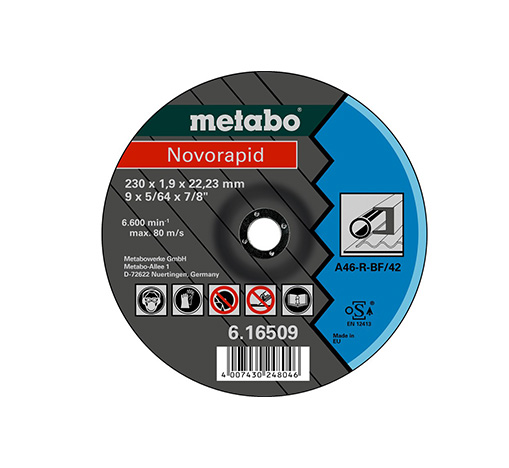 metabo®
Novorapid
230 x 1,9 x 22,23 mm
9 x 5/64 x 7/8"
6.600 min⁻¹
max. 80 m/s
Metabowerke GmbH
Metabo-Allee 1
D-72622 Nuertingen, Germany
A46-R-BF/42
oSa
EN 12413
Made in
EU
6.16509
4 007430 248046